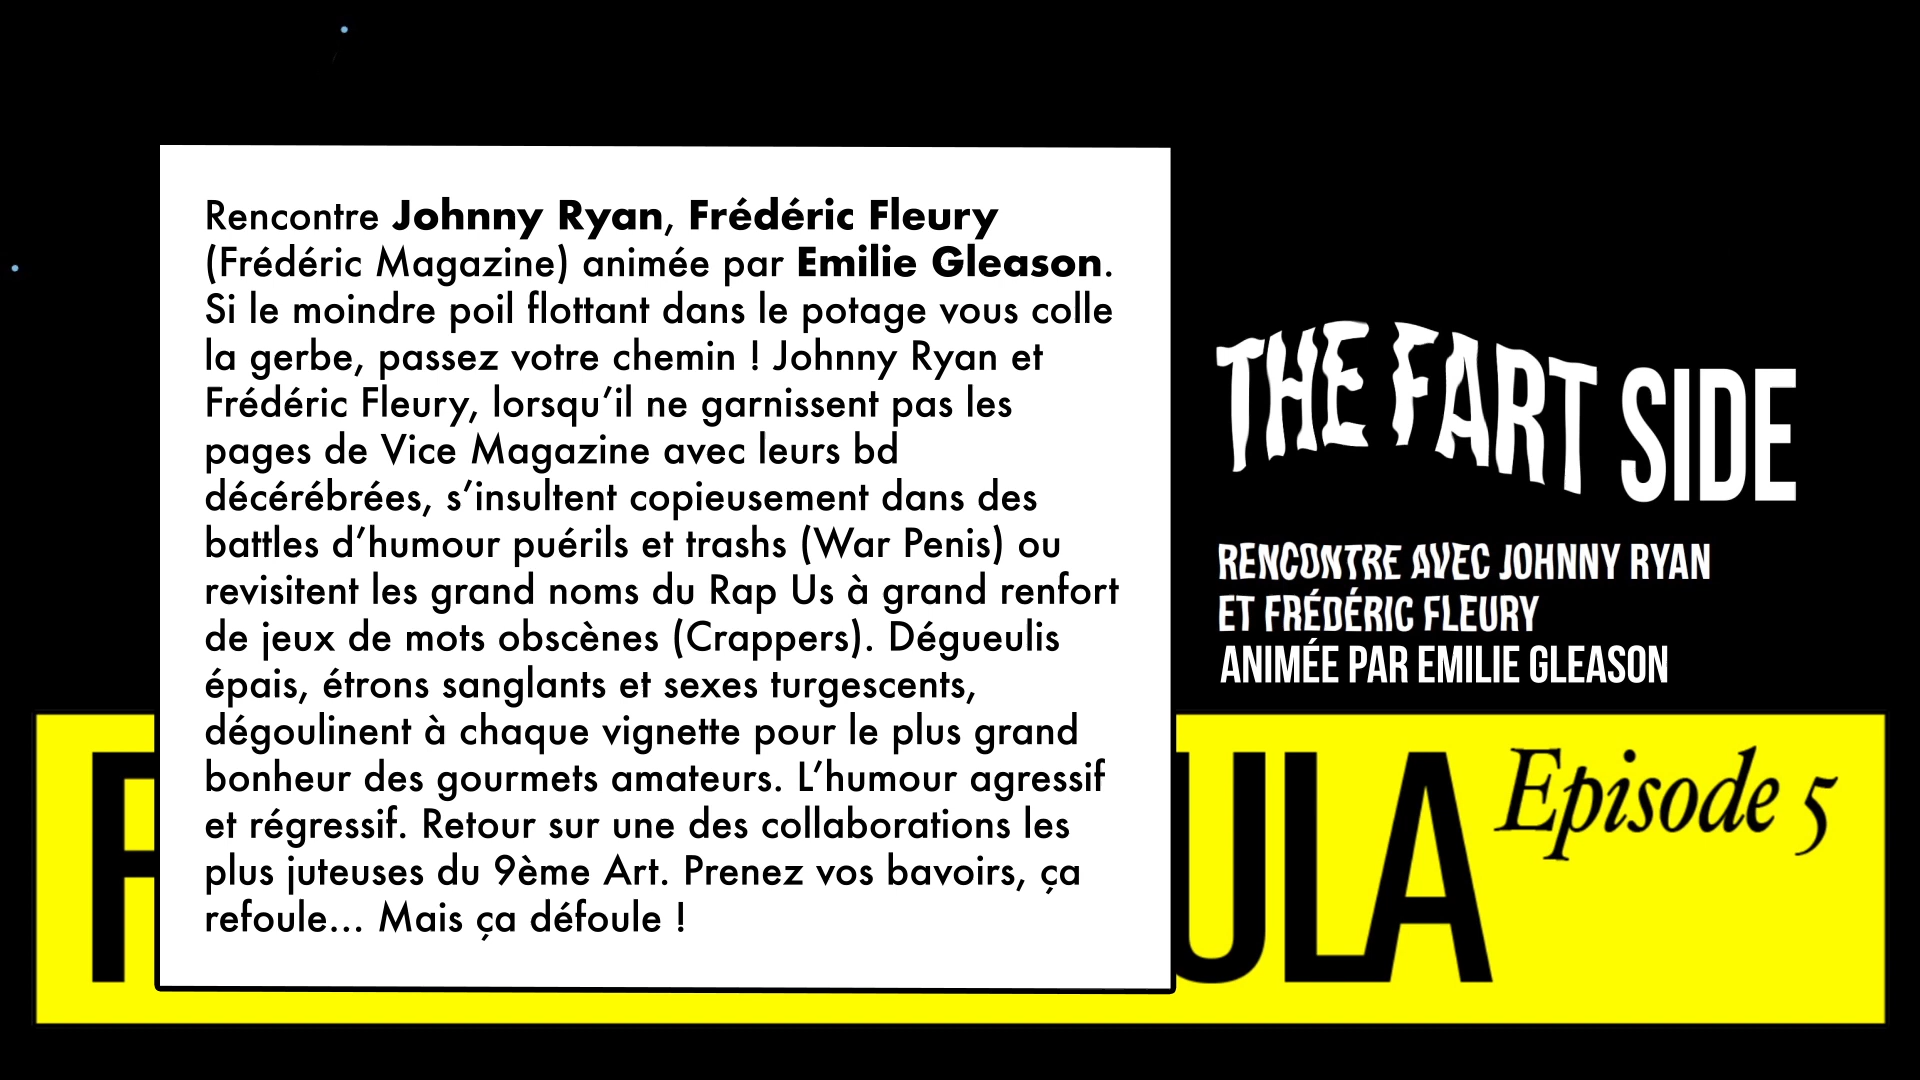 Rencontre Johnny Ryan, Frédéric Fleury
(Frédéric Magazine) animée par Emilie Gleason.
Si le moindre poil flottant dans le potage vous colle
la gerbe, passez votre chemin ! Johnny Ryan et
Frédéric Fleury, lorsqu’il ne garnissent pas les
pages de Vice Magazine avec leurs bd
décérébrées, s’insultent copieusement dans des
battles d’humour puérils et trashs (War Penis) ou
revisitent les grand noms du Rap Us à grand renfort
de jeux de mots obscènes (Crappers). Dégueulis
épais, étrons sanglants et sexes turgescents,
dégoulinent à chaque vignette pour le plus grand
bonheur des gourmets amateurs. L’humour agressif
et régressif. Retour sur une des collaborations les
plus juteuses du 9ème Art. Prenez vos bavoirs, ça
refoule... Mais ça défoule !
THE FART SIDE
RENCONTRE AVEC JOHNNY RYAN
ET FRÉDÉRIC FLEURY
ANIMÉE PAR EMILIE GLEASON
Episode 5